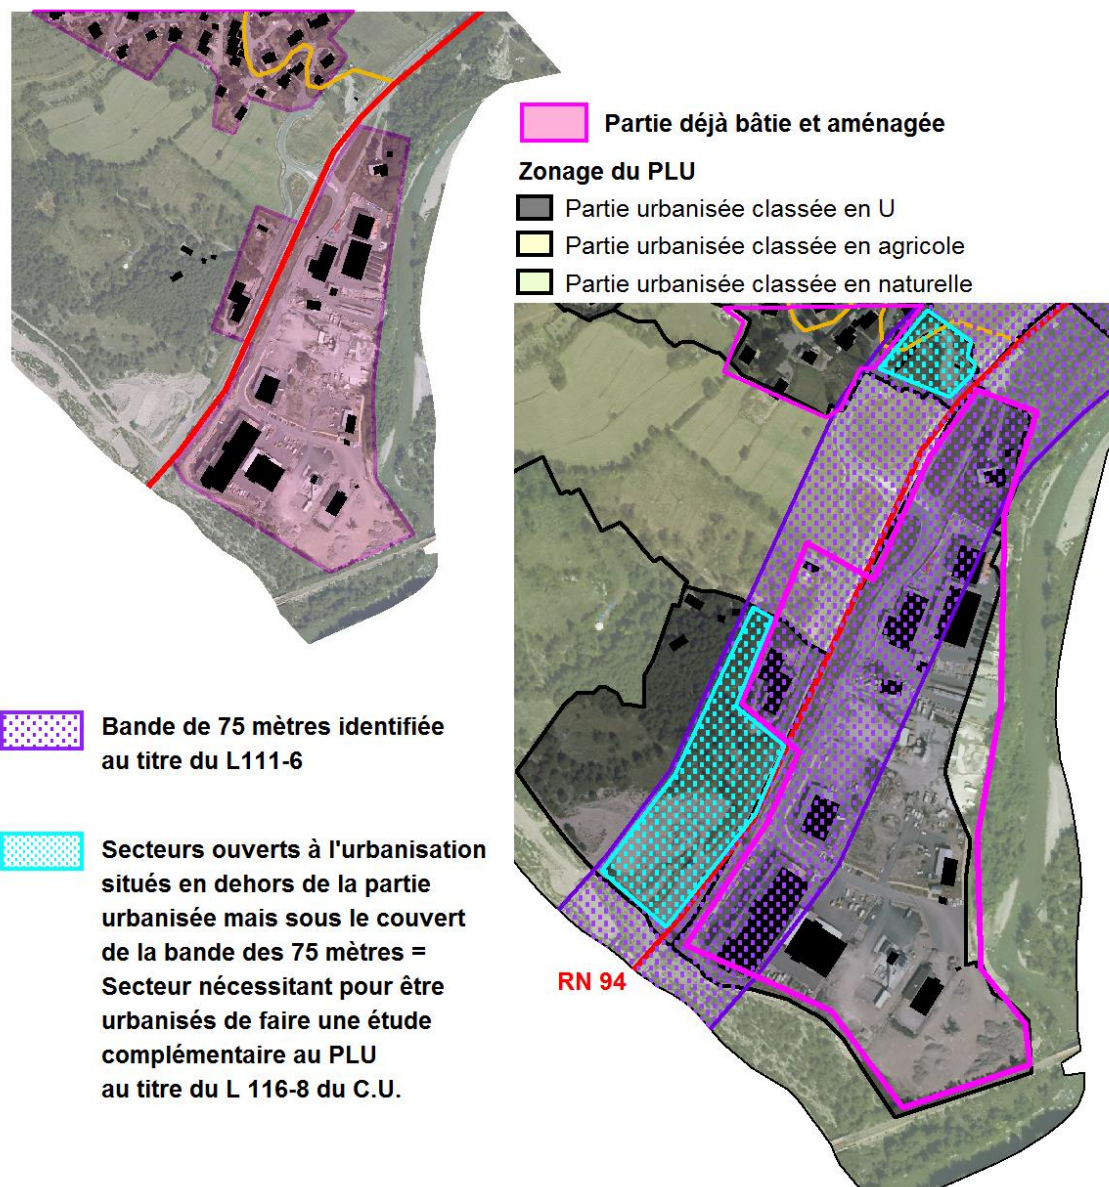 Partie déjà bâtie et aménagée
Zonage du PLU
Partie urbanisée classée en U
Partie urbanisée classée en agricole
Partie urbanisée classée en naturelle
Bande de 75 mètres identifiée
au titre du L111-6
Secteurs ouverts à l'urbanisation
situés en dehors de la partie
urbanisée mais sous le couvert
de la bande des 75 mètres =
Secteur nécessitant pour être
urbanisés de faire une étude
complémentaire au PLU
au titre du L 116-8 du C.U.
RN 94